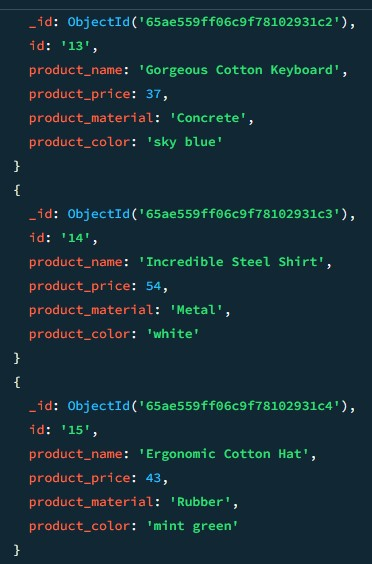 _id: ObjectId('65ae559ff06c9f78102931c2'),
id: '13',
product_name: 'Gorgeous Cotton Keyboard',
product_price: 37,
product_material: 'Concrete',
product_color: 'sky blue'
}
{
_id: ObjectId('65ae559ff06c9f78102931c3'),
id: '14',
product_name: 'Incredible Steel Shirt',
product_price: 54,
product_material: 'Metal',
product_color: 'white'
}
{
_id: ObjectId('65ae559ff06c9f78102931c4'),
id: '15',
product_name: 'Ergonomic Cotton Hat',
product_price: 43,
product_material: 'Rubber',
product_color: 'mint green'
}